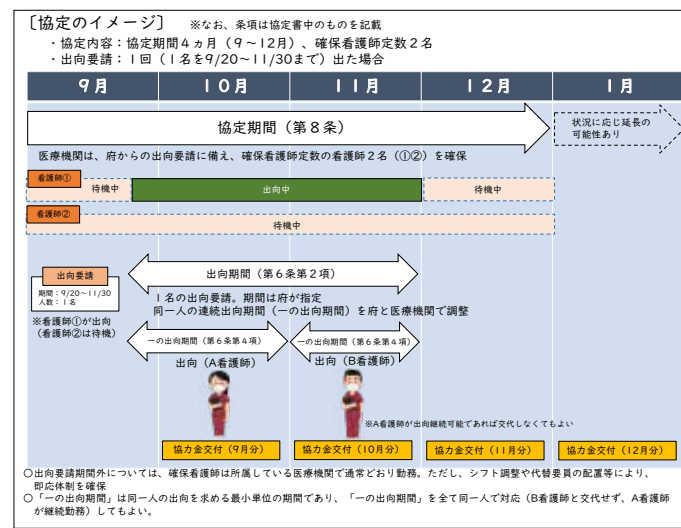 〔協定のイメージ〕 ※なお、条項は協定書中のものを記載
・協定内容：協定期間４ヵ月（９～12月）、確保看護師定数２名
・出向要請：１回（１名を9/20～11/30まで）出た場合
９月 １０月 １１月 １２月 １月
協定期間（第８条）
状況に応じ延長の
可能性あり
医療機関は、府からの出向要請に備え、確保看護師定数の看護師２名（①②）を確保
看護師①
待機中 出向中 待機中
看護師②
待機中
出向要請
期間：9/20～11/30
人数：１名
※看護師①が出向
（看護師②は待機）
出向期間（第６条第２項）
１名の出向要請。期間は府が指定
同一人の連続出向期間（一の出向期間）を府と医療機関で調整
一の出向期間（第６条第４項） 一の出向期間（第６条第４項）
出向（A看護師） 出向（B看護師）
※A看護師が出向継続可能であれば交代しなくてもよい
協力金交付（９月分） 協力金交付（10月分） 協力金交付（11月分） 協力金交付（12月分）
○出向要請期間外については、確保看護師は所属している医療機関で通常どおり勤務。ただし、シフト調整や代替要員の配置等により、
即応体制を確保
○「一の出向期間」は同一人の出向を求める最小単位の期間であり、「一の出向期間」を全て同一人で対応（B看護師と交代せず、A看護師
が継続勤務）してもよい。